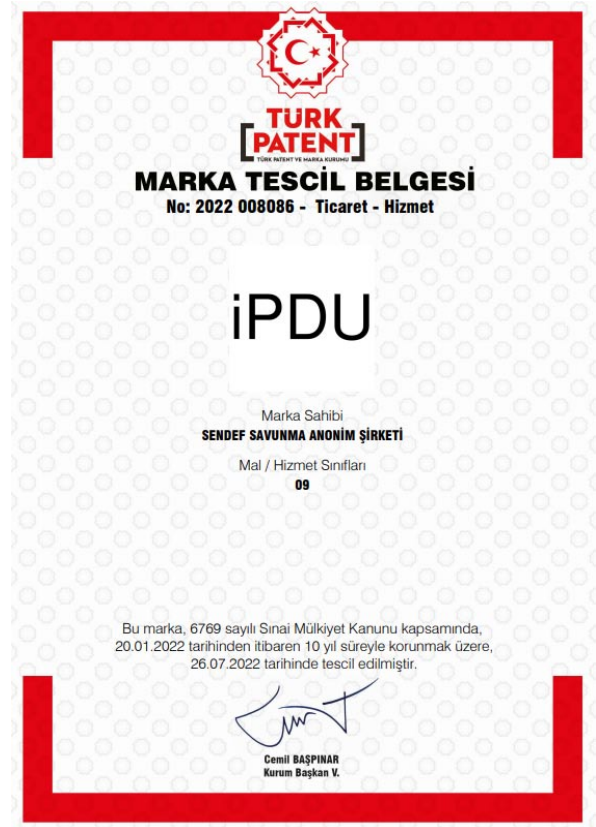 TÜRK
PATENT
TÜRK PATENT VE MARKA KURUMU
MARKA TESCİL BELGESİ
No: 2022 008086 - Ticaret - Hizmet
iPDU
Marka Sahibi
SENDEF SAVUNMA ANONİM ŞİRKETİ
Mal / Hizmet Sınıfları
09
Bu marka, 6769 sayılı Sınai Mülkiyet Kanunu kapsamında,
20.01.2022 tarihinden itibaren 10 yıl süreyle korunmak üzere,
26.07.2022 tarihinde tescil edilmiştir.
Cemil BAŞPINAR
Kurum Başkan V.